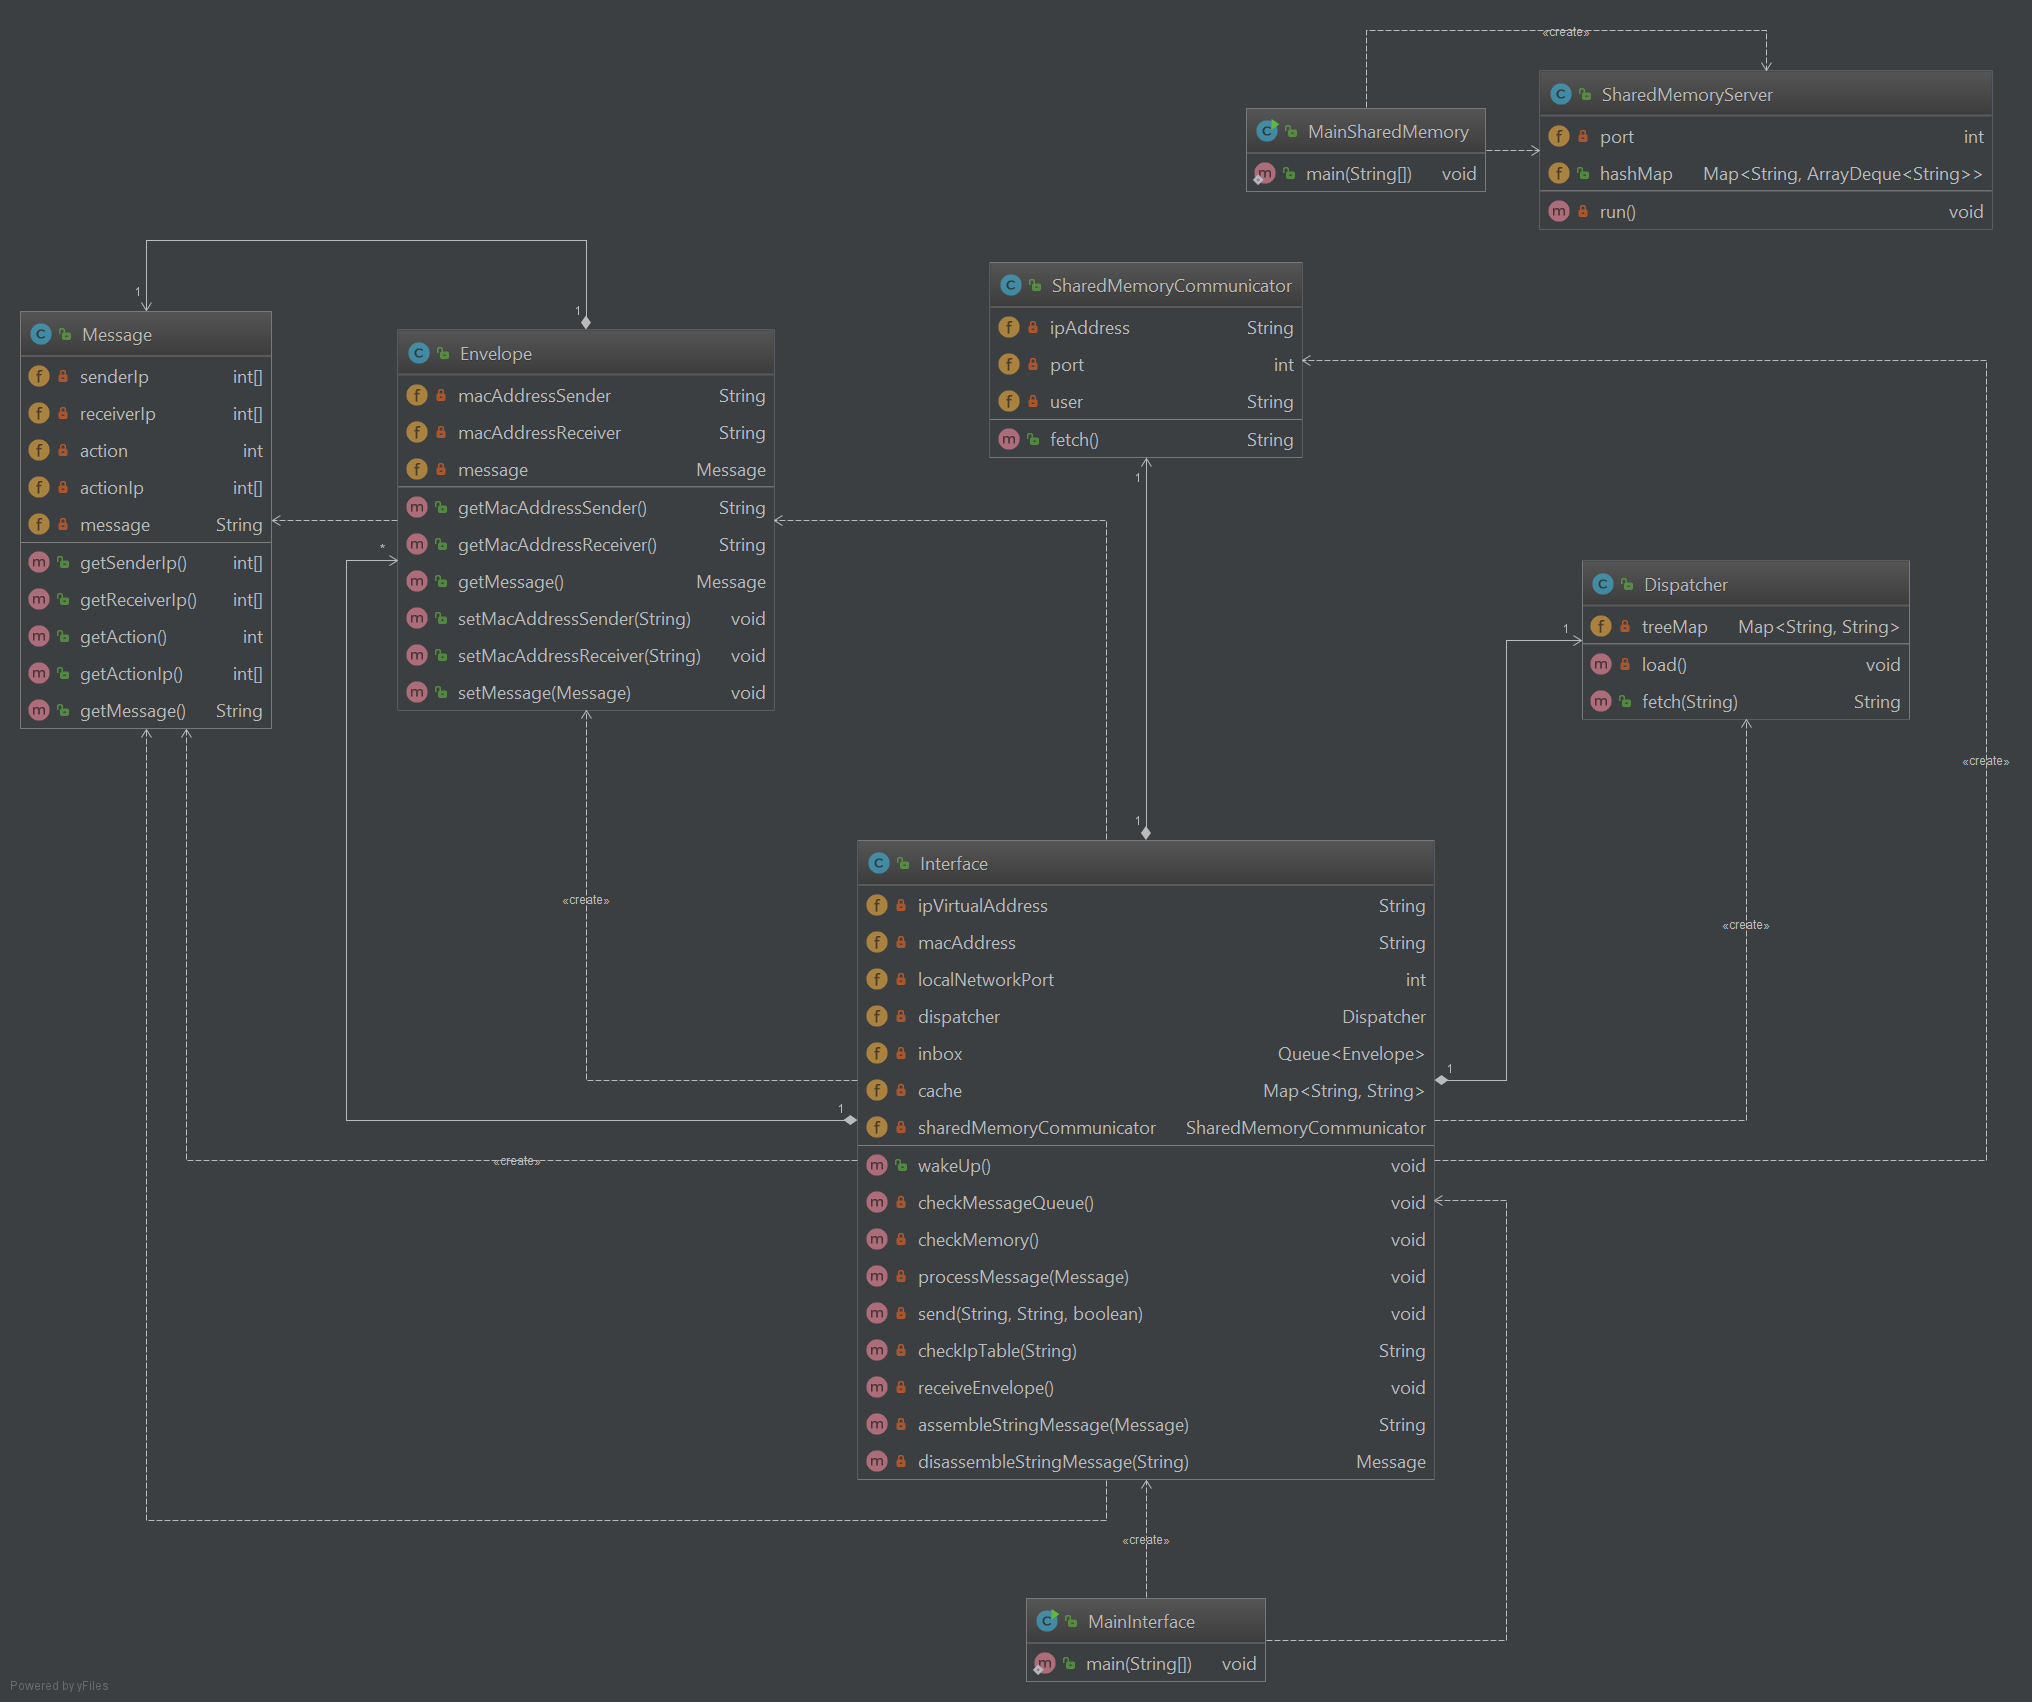 «create»
SharedMemoryServer
port int
hashMap Map<String, ArrayDeque<String>>
run() void
MainSharedMemory
main(String[]) void
SharedMemoryCommunicator
ipAddress String
port int
user String
fetch() String
1
1
Message
senderIp int[]
receiverIp int[]
action int
actionIp int[]
message String
getSenderIp() int[]
getReceiverIp() int[]
getAction() int
getActionIp() int[]
getMessage() String
1
1
Envelope
macAddressSender String
macAddressReceiver String
message Message
getMacAddressSender() String
getMacAddressReceiver() String
getMessage() Message
setMacAddressSender(String) void
setMacAddressReceiver(String) void
setMessage(Message) void
*
1
Dispatcher
treeMap Map<String, String>
load() void
fetch(String) String
1
«create»
«create»
«create»
1
Interface
ipVirtualAddress String
macAddress String
localNetworkPort int
dispatcher Dispatcher
inbox Queue<Envelope>
cache Map<String, String>
sharedMemoryCommunicator SharedMemoryCommunicator
wakeUp() void
checkMessageQueue() void
checkMemory() void
processMessage(Message) void
send(String, String, boolean) void
checkIpTable(String) String
receiveEnvelope() void
assembleStringMessage(Message) String
disassembleStringMessage(String) Message
1
«create»
«create»
MainInterface
main(String[]) void
Powered by yFiles